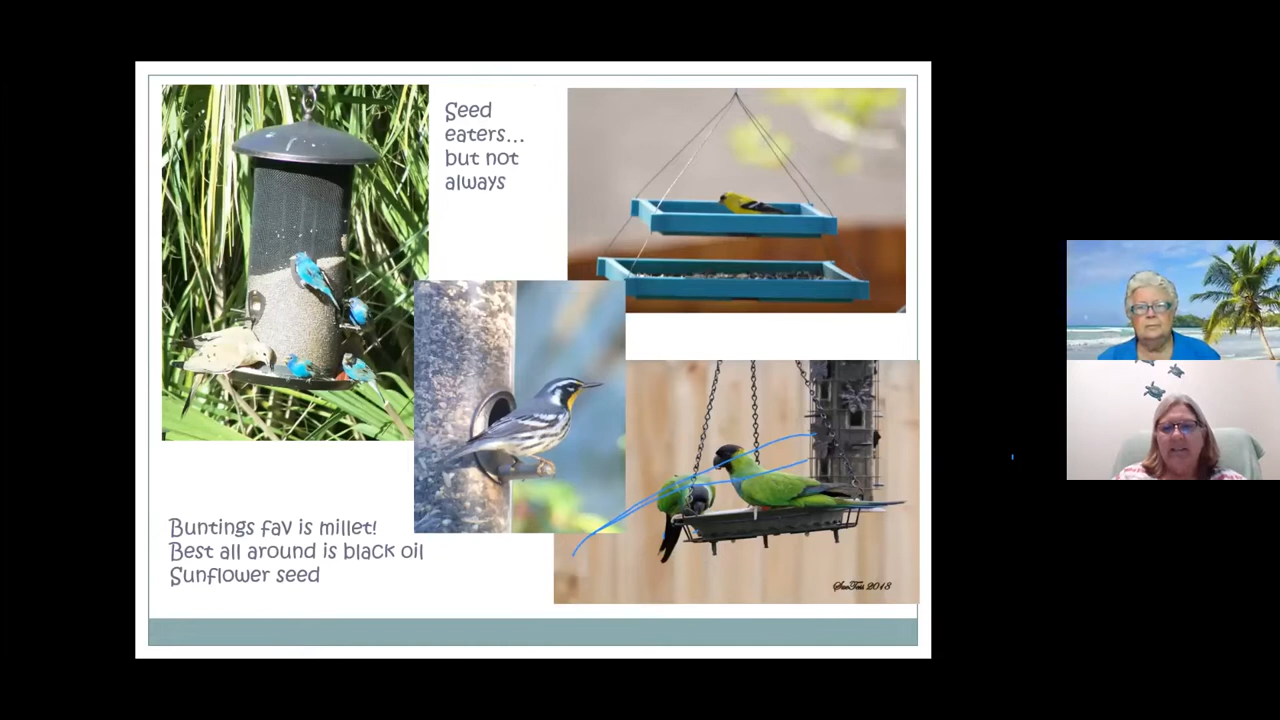 Seed
eaters...
but not
always
Buntings fav is millet!
Best all around is black oil
Sunflower seed